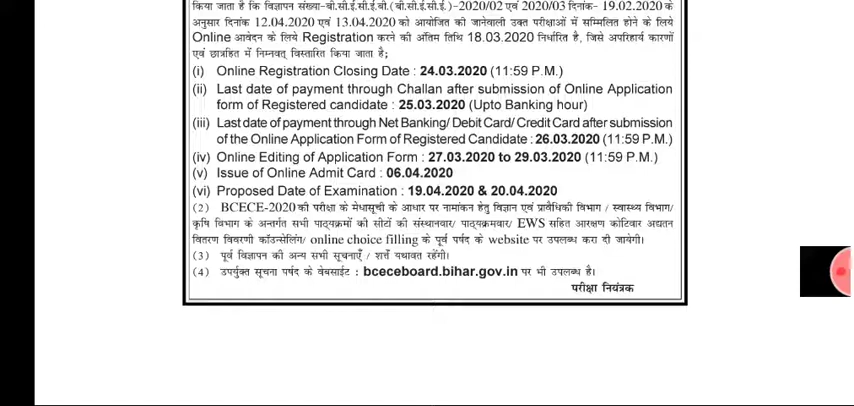 किया जाता है कि विज्ञापन संख्या-बी.सी.ई.सी.ई.बी.(बी.सी.ई.सी.ई.)-2020/02 एवं 2020/03 दिनांक- 19.02.2020 के
अनुसार दिनांक 12.04.2020 एवं 13.04.2020 को आयोजित की जानेवाली उक्त परीक्षाओं में सम्मिलित होने के लिये
Online आवेदन के लिये Registration करने की अंतिम तिथि 18.03.2020 निर्धारित है, जिसे अपरिहार्य कारणों
एवं छात्रहित में निम्नवत् विस्तारित किया जाता है;
(i) Online Registration Closing Date : 24.03.2020 (11:59 P.M.)
(ii) Last date of payment through Challan after submission of Online Application
form of Registered candidate : 25.03.2020 (Upto Banking hour)
(iii) Last date of payment through Net Banking/ Debit Card/ Credit Card after submission
of the Online Application Form of Registered Candidate : 26.03.2020 (11:59 P.M.)
(iv) Online Editing of Application Form : 27.03.2020 to 29.03.2020 (11:59 P.M.)
(v) Issue of Online Admit Card : 06.04.2020
(vi) Proposed Date of Examination : 19.04.2020 & 20.04.2020
(2) BCECE-2020 की परीक्षा के मेधासूची के आधार पर नामांकन हेतु विज्ञान एवं प्रावैधिकी विभाग / स्वास्थ्य विभाग/
कृषि विभाग के अन्तर्गत सभी पाठ्यक्रमों की सीटों की संस्थानवार/ पाठ्यक्रमवार/ EWS सहित आरक्षण कोटिवार अद्यतन
वितरण विवरणी कॉउन्सेलिंग/ online choice filling के पूर्व पर्षद के website पर उपलब्ध करा दी जायेगी।
(3) पूर्व विज्ञापन की अन्य सभी सूचनाएँ / शर्तें यथावत रहेंगी।
(4) उपर्युक्त सूचना पर्षद के वेबसाईट : bceceboard.bihar.gov.in पर भी उपलब्ध है।
परीक्षा नियंत्रक